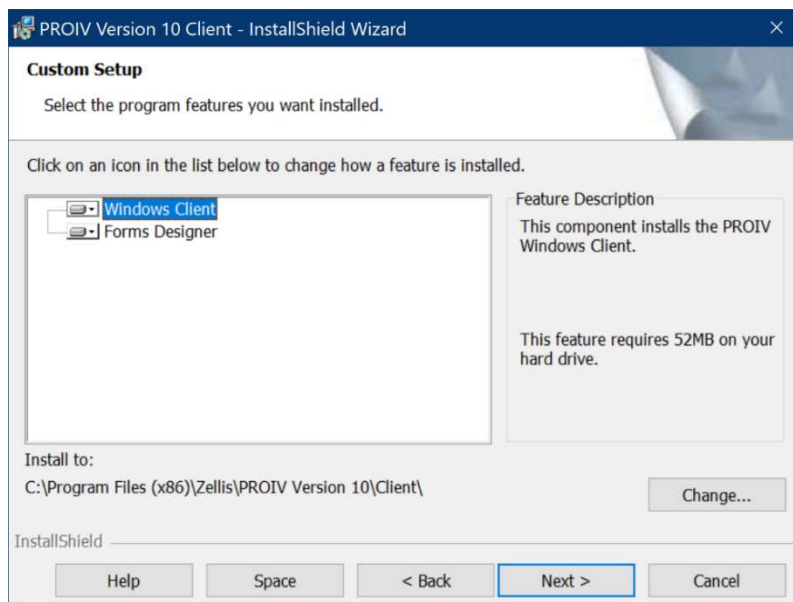 PROIV Version 10 Client - InstallShield Wizard
Custom Setup
Select the program features you want installed.
Click on an icon in the list below to change how a feature is installed.
Windows Client
Forms Designer
Feature Description
This component installs the PROIV
Windows Client.
This feature requires 52MB on your
hard drive.
Install to:
C:\Program Files (x86)\Zellis\PROIV Version 10\Client\
Change...
InstallShield
Help
Space
< Back
Next >
Cancel